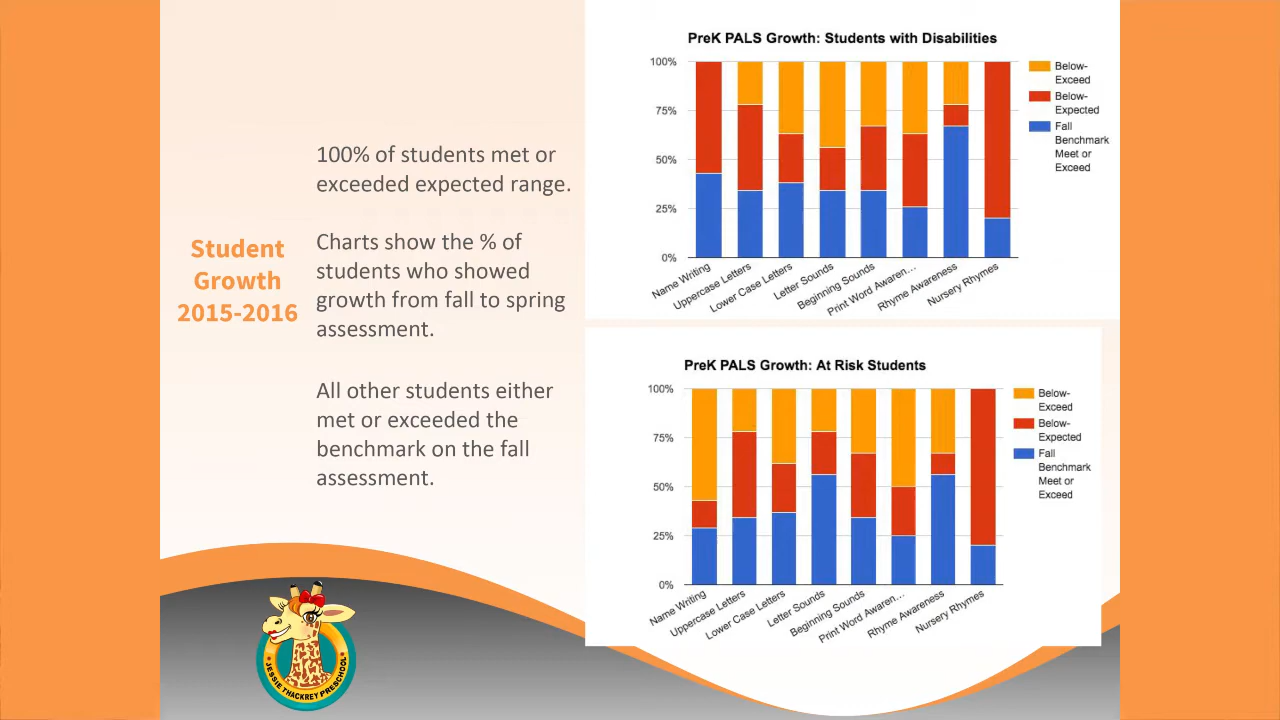 Student
Growth
2015-2016
100% of students met or
exceeded expected range.
Charts show the % of
students who showed
growth from fall to spring
assessment.
All other students either
met or exceeded the
benchmark on the fall
assessment.
PreK PALS Growth: Students with Disabilities
100%
75%
50%
25%
0%
Name Writing
Uppercase Letters
Lower Case Letters
Letter Sounds
Beginning Sounds
Print Word Awaren...
Rhyme Awareness
Nursery Rhymes
Below-
Exceed
Below-
Expected
Fall
Benchmark
Meet or
Exceed
PreK PALS Growth: At Risk Students
100%
75%
50%
25%
0%
Name Writing
Uppercase Letters
Lower Case Letters
Letter Sounds
Beginning Sounds
Print Word Awaren...
Rhyme Awareness
Nursery Rhymes
Below-
Exceed
Below-
Expected
Fall
Benchmark
Meet or
Exceed
JESSIE THACKREY PRESCHOOL